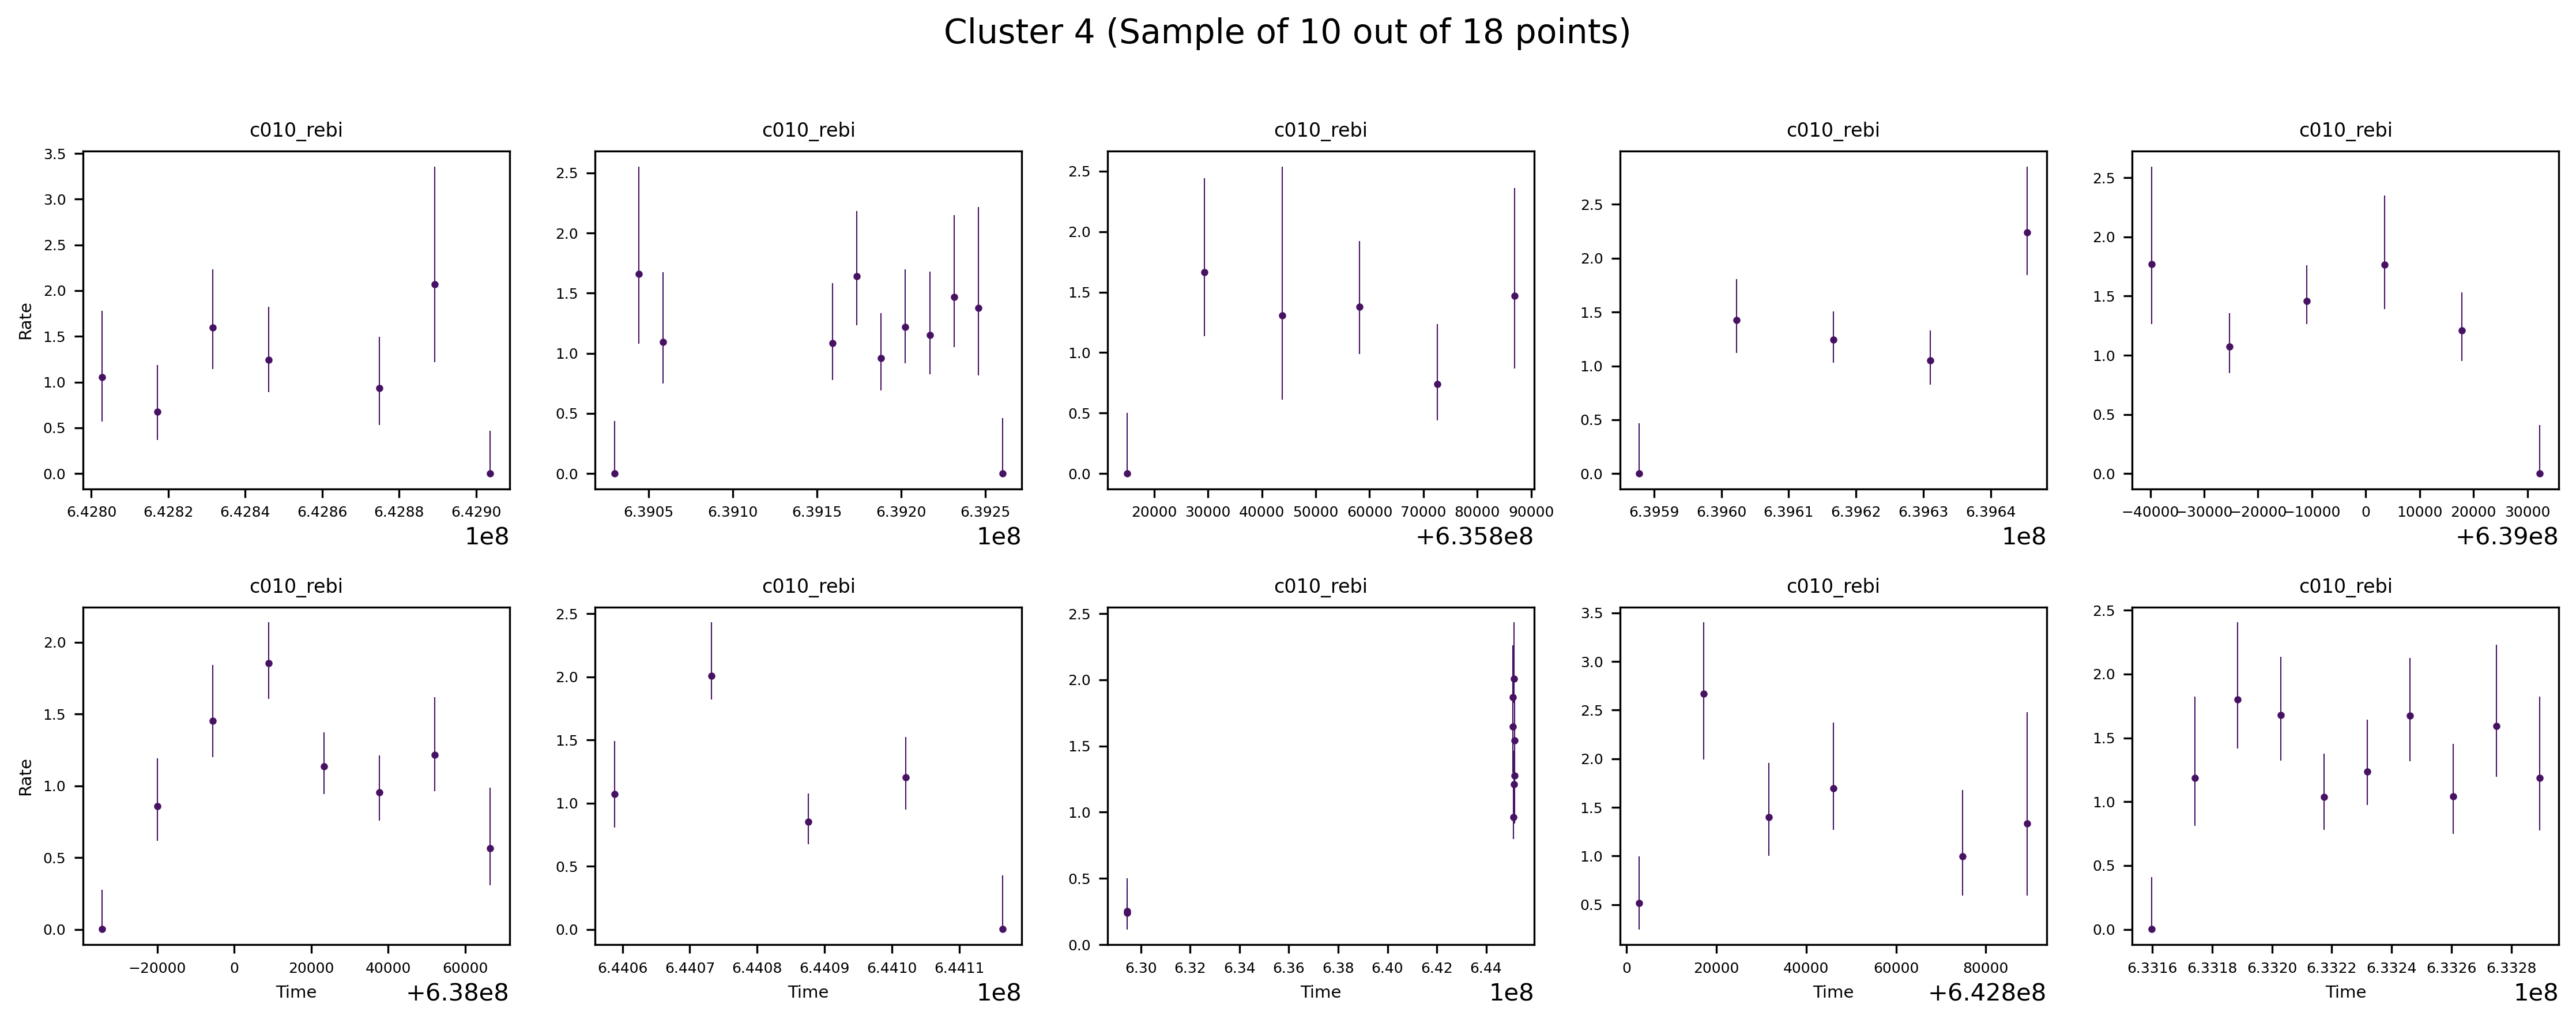 Cluster 4 (Sample of 10 out of 18 points)
c010_rebi c010_rebi c010_rebi c010_rebi c010_rebi
Rate
3.5
3.0
2.5
2.0
1.5
1.0
0.5
0.0
6.4280 6.4282 6.4284 6.4286 6.4288 6.4290
1e8
2.5
2.0
1.5
1.0
0.5
0.0
6.3905 6.3910 6.3915 6.3920 6.3925
1e8
2.5
2.0
1.5
1.0
0.5
0.0
20000 30000 40000 50000 60000 70000 80000 90000
+6.358e8
2.5
2.0
1.5
1.0
0.5
0.0
6.3959 6.3960 6.3961 6.3962 6.3963 6.3964
1e8
2.5
2.0
1.5
1.0
0.5
0.0
−40000 −30000 −20000 −10000 0 10000 20000 30000
+6.39e8
c010_rebi c010_rebi c010_rebi c010_rebi c010_rebi
Rate
2.0
1.5
1.0
0.5
0.0
−20000 0 20000 40000 60000
Time
+6.38e8
2.5
2.0
1.5
1.0
0.5
0.0
6.4406 6.4407 6.4408 6.4409 6.4410 6.4411
Time
1e8
2.5
2.0
1.5
1.0
0.5
0.0
6.30 6.32 6.34 6.36 6.38 6.40 6.42 6.44
Time
1e8
3.5
3.0
2.5
2.0
1.5
1.0
0.5
0 20000 40000 60000 80000
Time
+6.428e8
2.5
2.0
1.5
1.0
0.5
0.0
6.3316 6.3318 6.3320 6.3322 6.3324 6.3326 6.3328
Time
1e8